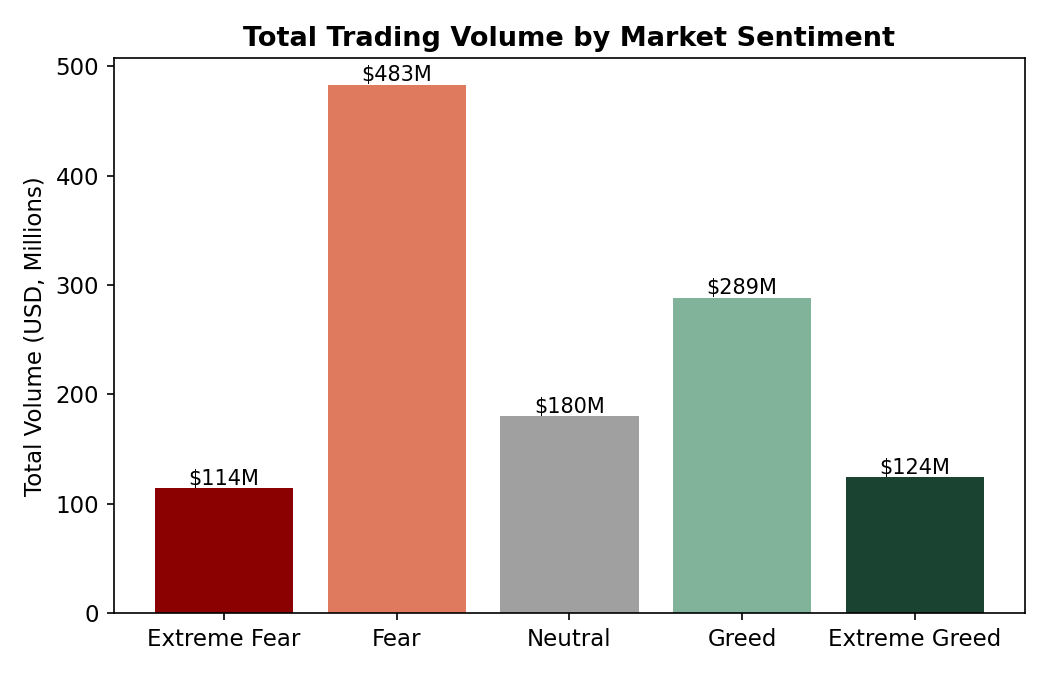 Total Trading Volume by Market Sentiment
Total Volume (USD, Millions)
500
400
300
200
100
0
$114M
$483M
$180M
$289M
$124M
Extreme Fear
Fear
Neutral
Greed
Extreme Greed